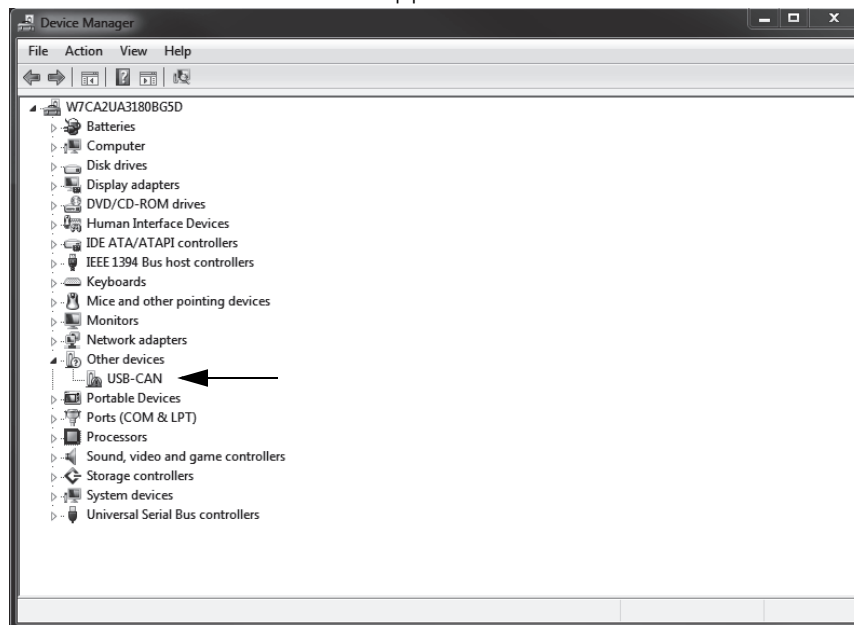 Device Manager
File Action View Help
W7CA2UA3180BG5D
Batteries
Computer
Disk drives
Display adapters
DVD/CD-ROM drives
Human Interface Devices
IDE ATA/ATAPI controllers
IEEE 1394 Bus host controllers
Keyboards
Mice and other pointing devices
Monitors
Network adapters
Other devices
USB-CAN
Portable Devices
Ports (COM & LPT)
Processors
Sound, video and game controllers
Storage controllers
System devices
Universal Serial Bus controllers